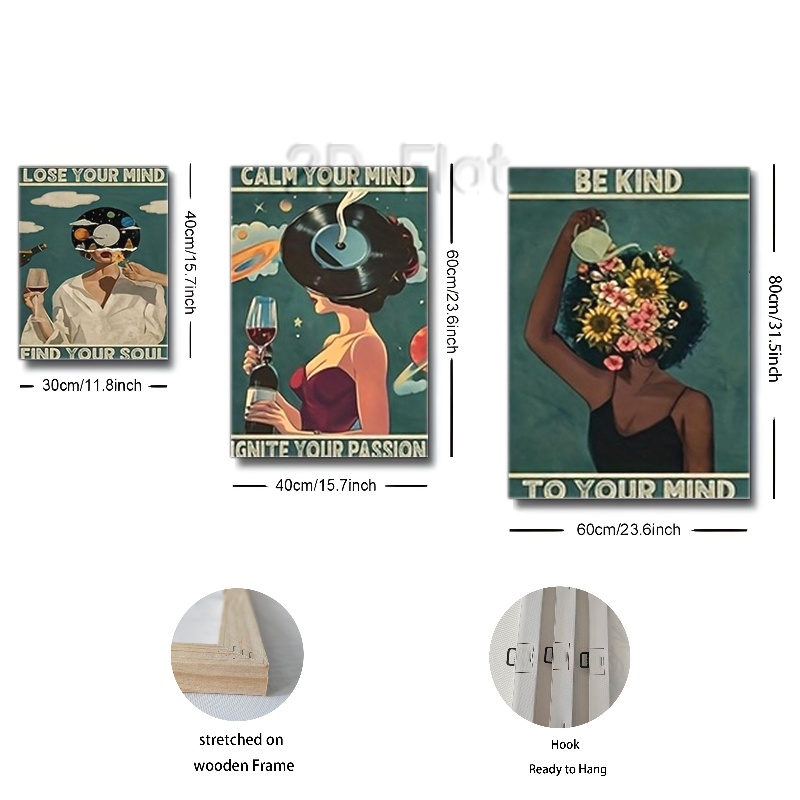 3D Flat
LOSE YOUR MIND
FIND YOUR SOUL
40cm/15.7inch
30cm/11.8inch
CALM YOUR MIND
IGNITE YOUR PASSION
60cm/23.6inch
40cm/15.7inch
BE KIND
TO YOUR MIND
80cm/31.5inch
60cm/23.6inch
stretched on
wooden Frame
Hook
Ready to Hang